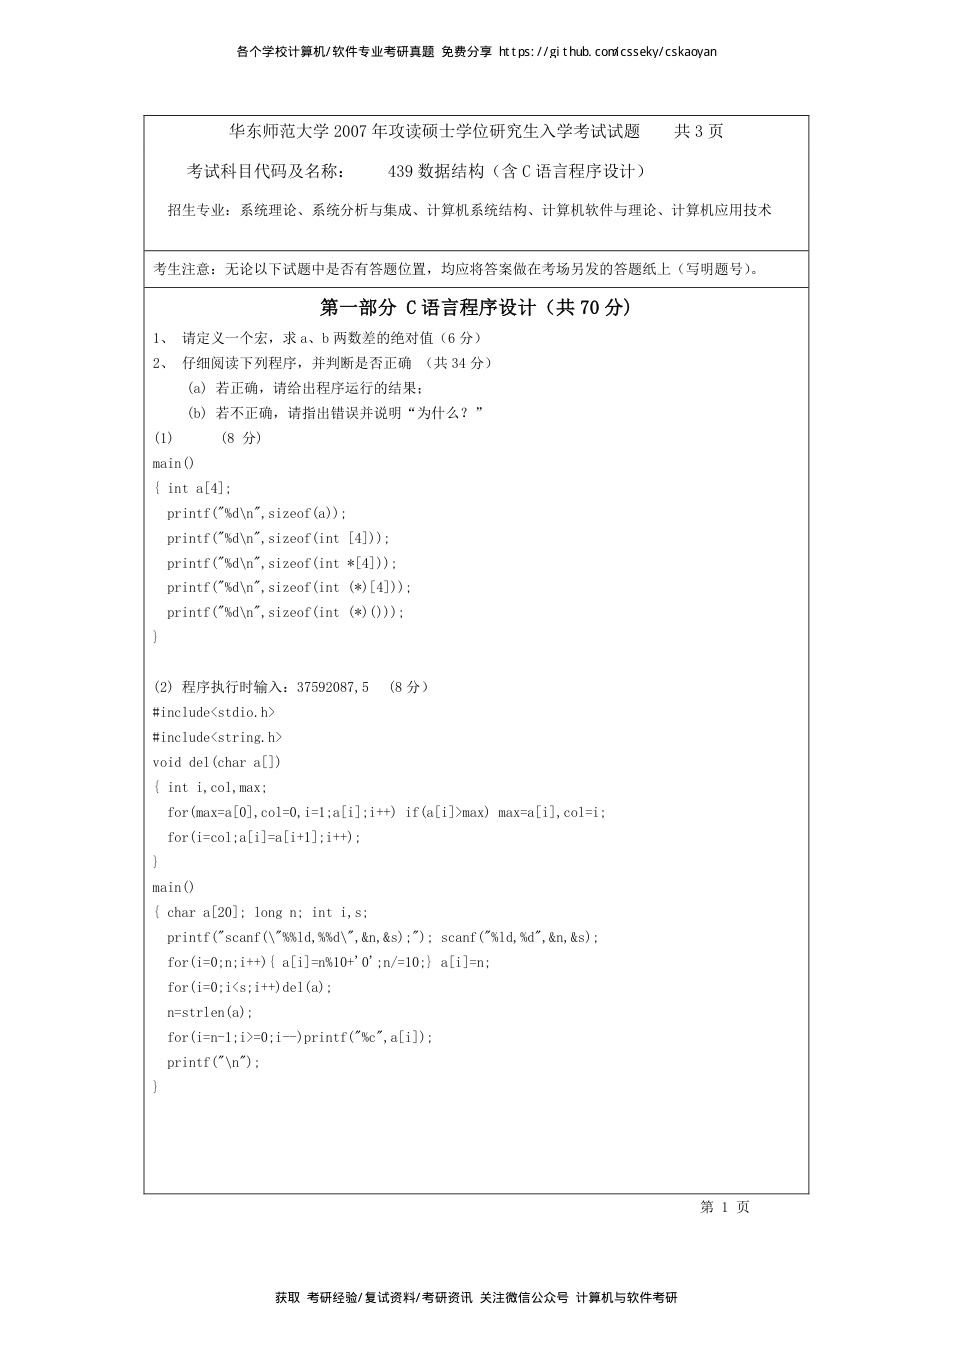 各个学校计算机/软件专业考研真题 免费分享 https://github.com/csseky/cskaoyan
华东师范大学 2007 年攻读硕士学位研究生入学考试试题 共 3 页
考试科目代码及名称： 439 数据结构（含 C 语言程序设计）
招生专业：系统理论、系统分析与集成、计算机系统结构、计算机软件与理论、计算机应用技术
考生注意：无论以下试题中是否有答题位置，均应将答案做在考场另发的答题纸上（写明题号）。
第一部分 C 语言程序设计（共 70 分)
1、 请定义一个宏，求 a、b 两数差的绝对值（6 分）
2、 仔细阅读下列程序，并判断是否正确 （共 34 分）
(a) 若正确，请给出程序运行的结果；
(b) 若不正确，请指出错误并说明“为什么？”
(1) (8 分)
main()
{ int a[4];
printf("%d\n",sizeof(a));
printf("%d\n",sizeof(int [4]));
printf("%d\n",sizeof(int *[4]));
printf("%d\n",sizeof(int (*)[4]));
printf("%d\n",sizeof(int (*)()));
}
(2) 程序执行时输入：37592087,5 （8 分）
#include<stdio.h>
#include<string.h>
void del(char a[])
{ int i,col,max;
for(max=a[0],col=0,i=1;a[i];i++) if(a[i]>max) max=a[i],col=i;
for(i=col;a[i]=a[i+1];i++);
}
main()
{ char a[20]; long n; int i,s;
printf("scanf(\"%%ld,%%d\",&n,&s);"); scanf("%ld,%d",&n,&s);
for(i=0;n;i++){ a[i]=n%10+'0';n/=10;} a[i]=n;
for(i=0;i<s;i++)del(a);
n=strlen(a);
for(i=n-1;i>=0;i--)printf("%c",a[i]);
printf("\n");
}
第 1 页
获取 考研经验/复试资料/考研资讯 关注微信公众号 计算机与软件考研